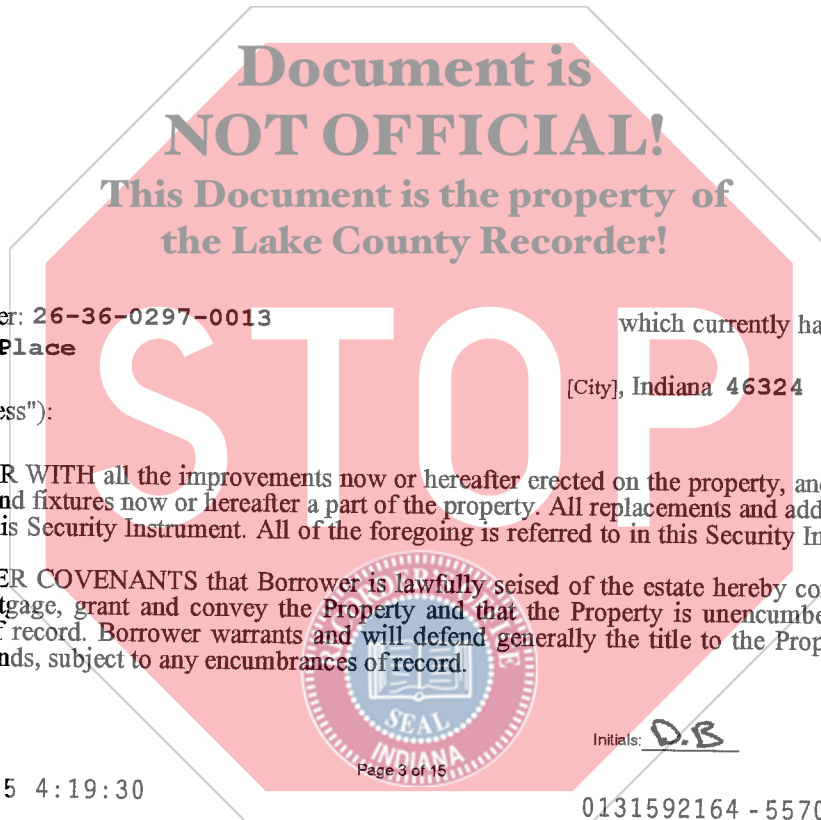 Document is
NOT OFFICIAL!
This Document is the property of
the Lake County Recorder!
STOP
er: 26-36-0297-0013
which currently ha
Place
[City], Indiana 46324
ess"):
R WITH all the improvements now or hereafter erected on the property, and
nd fixtures now or hereafter a part of the property. All replacements and add
is Security Instrument. All of the foregoing is referred to in this Security In
ER COVENANTS that Borrower is lawfully seised of the estate hereby co
tgage, grant and convey the Property and that the Property is unencumbe
f record. Borrower warrants and will defend generally the title to the Prop
nds, subject to any encumbrances of record.
SEAL
INDIANA
Initials: D.B
Page 3 of 15
5 4:19:30
0131592164 - 5570